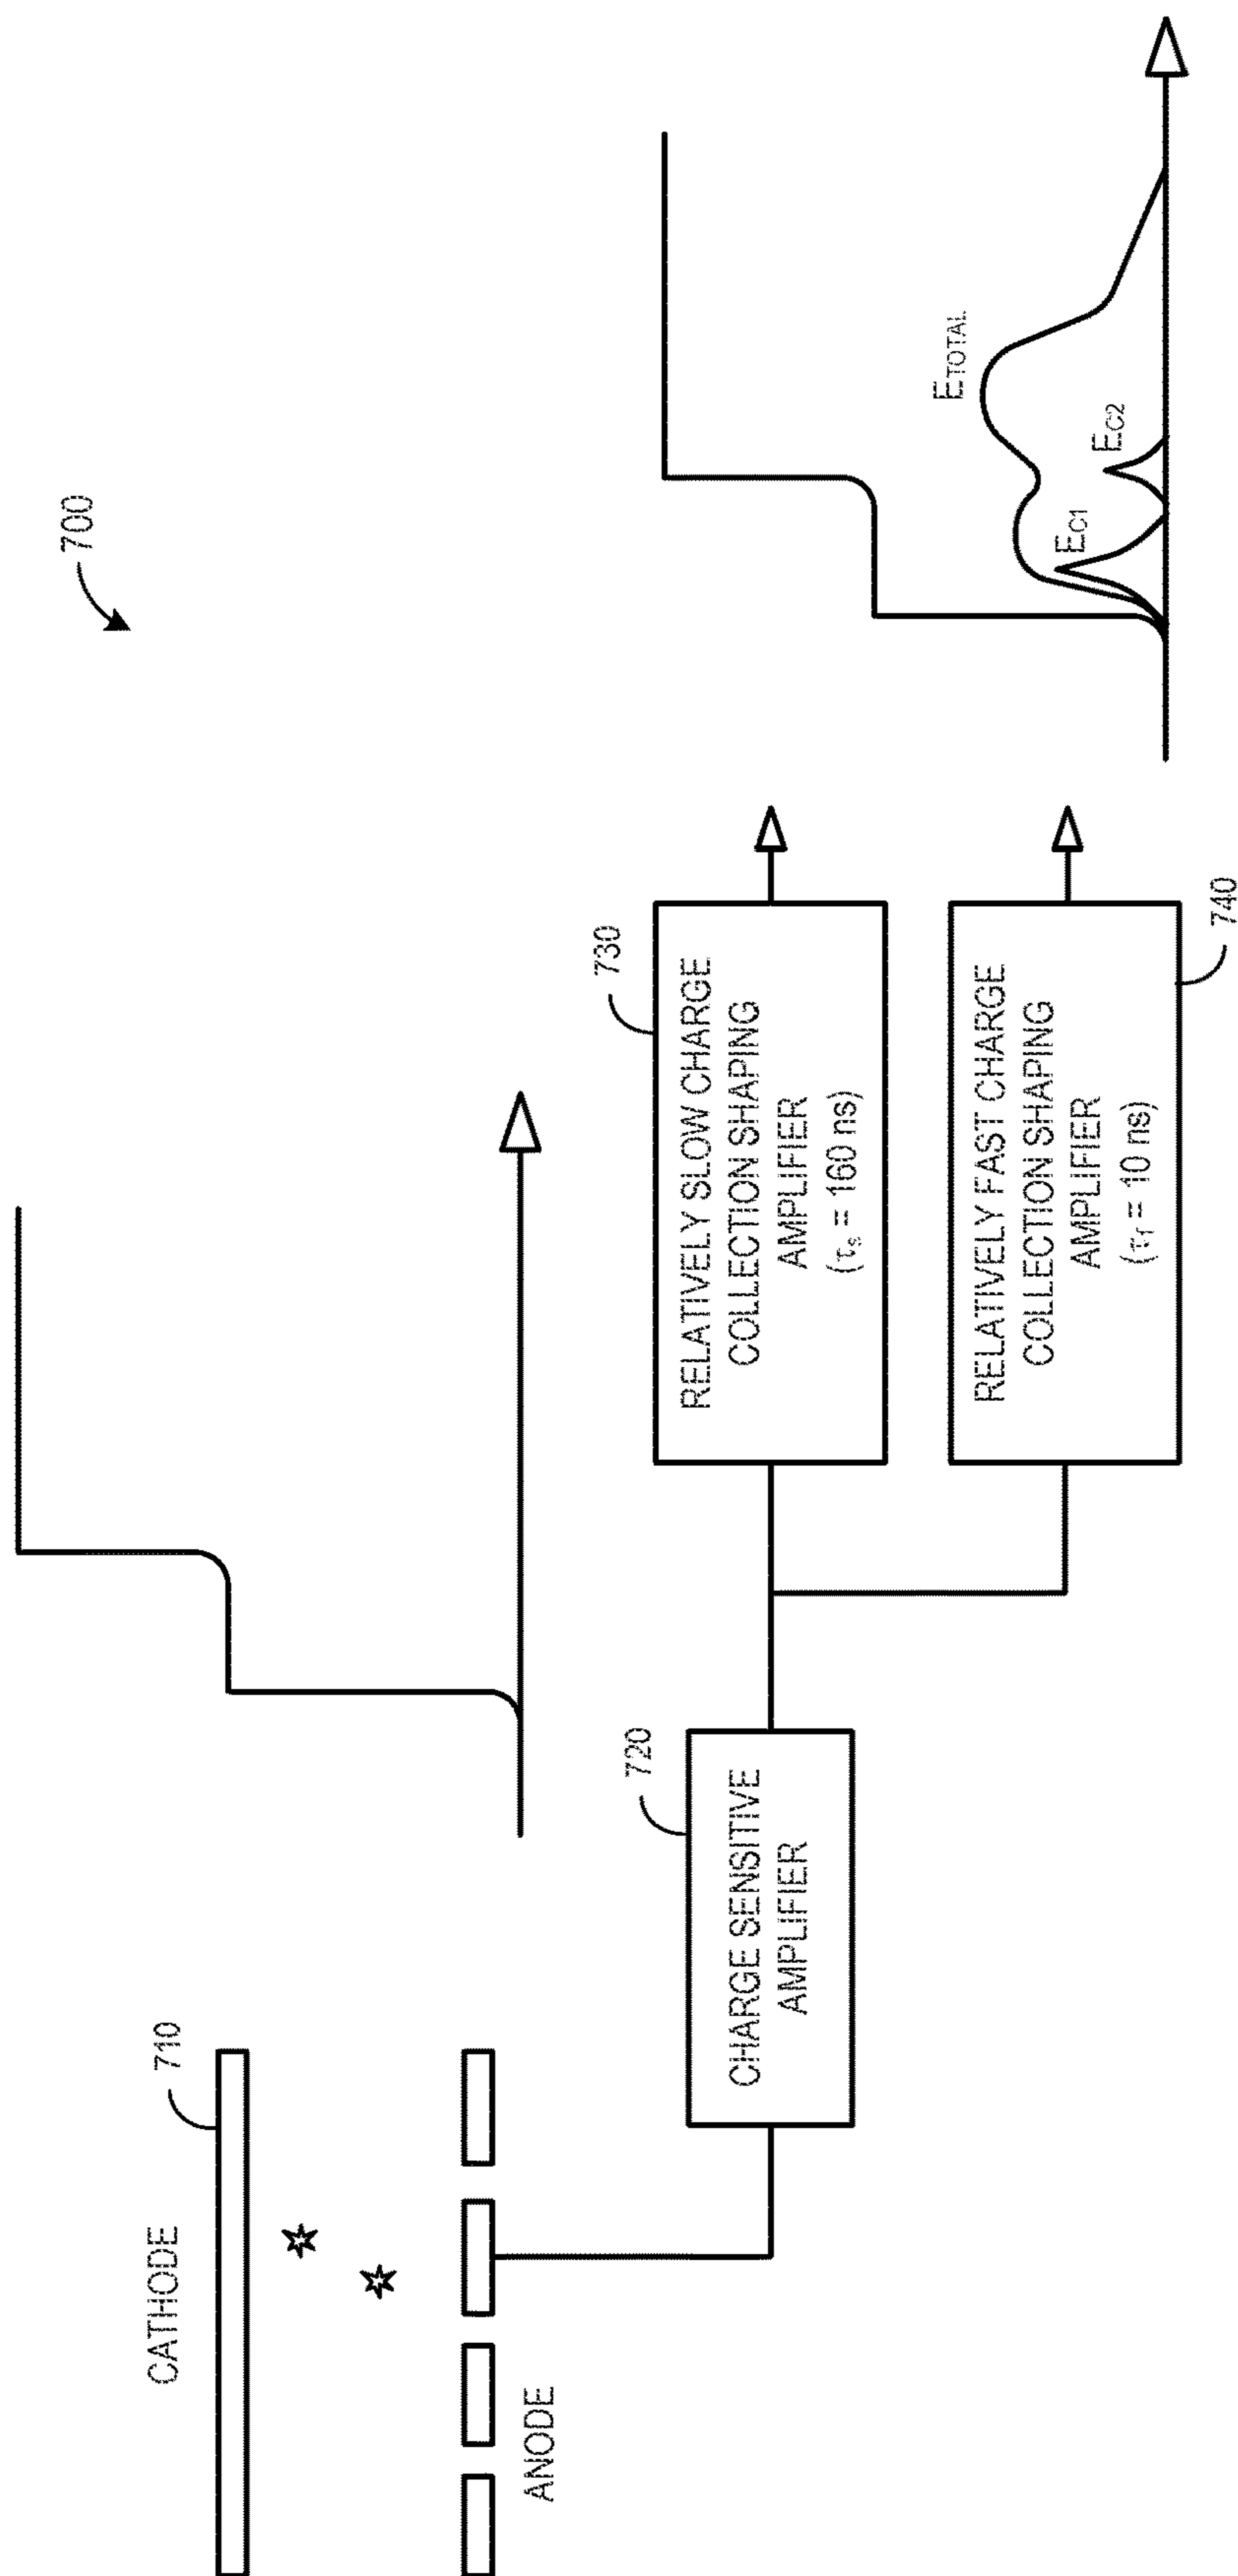 700
CATHODE
710
ANODE
720
CHARGE SENSITIVE
AMPLIFIER
730
RELATIVELY SLOW CHARGE
COLLECTION SHAPING
AMPLIFIER
(τs = 160 ns)
RELATIVELY FAST CHARGE
COLLECTION SHAPING
AMPLIFIER
(τf = 10 ns)
740
ETOTAL
EC1
EC2